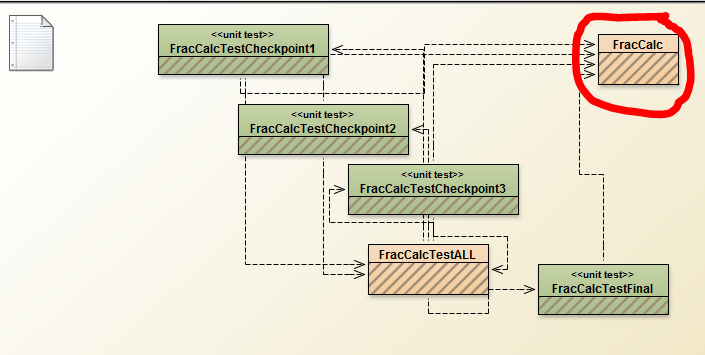 <<unit test>>
FracCalcTestCheckpoint1
FracCalc
<<unit test>>
FracCalcTestCheckpoint2
<<unit test>>
FracCalcTestCheckpoint3
FracCalcTestALL
<<unit test>>
FracCalcTestFinal